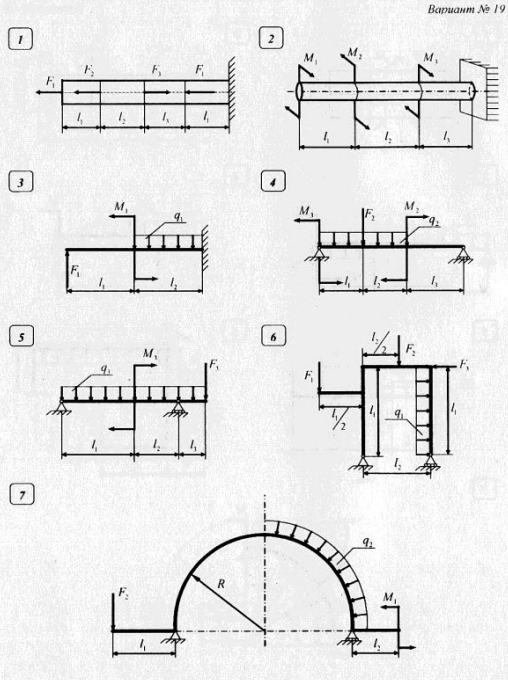 Вариант № 19
1
F₁
F₂
F₃
F₁
l₁
l₂
l₃
l₁
2
M₁
M₂
M₃
l₁
l₂
l₃
3
M₁
q₁
F₁
l₁
l₂
4
M₃
F₂
M₂
q₂
l₁
l₂
l₃
5
q₃
M₃
F₃
l₁
l₂
l₃
6
l₂/2
F₂
F₁
F₃
l₁/2
l₁
q₁
l₁
l₂
7
q₂
F₂
R
M₁
l₁
l₂